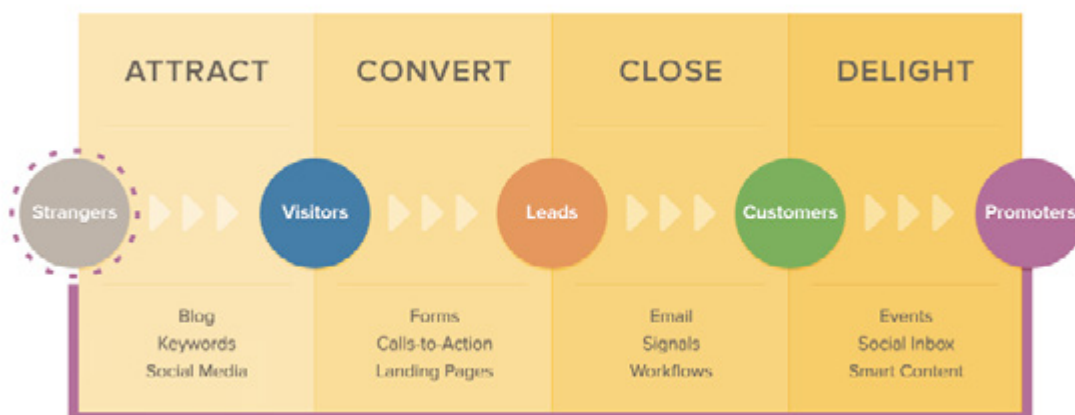 ATTRACT
CONVERT
CLOSE
DELIGHT
Strangers
Visitors
Leads
Customers
Promoters
Blog
Keywords
Social Media
Forms
Calls-to-Action
Landing Pages
Email
Signals
Workflows
Events
Social Inbox
Smart Content